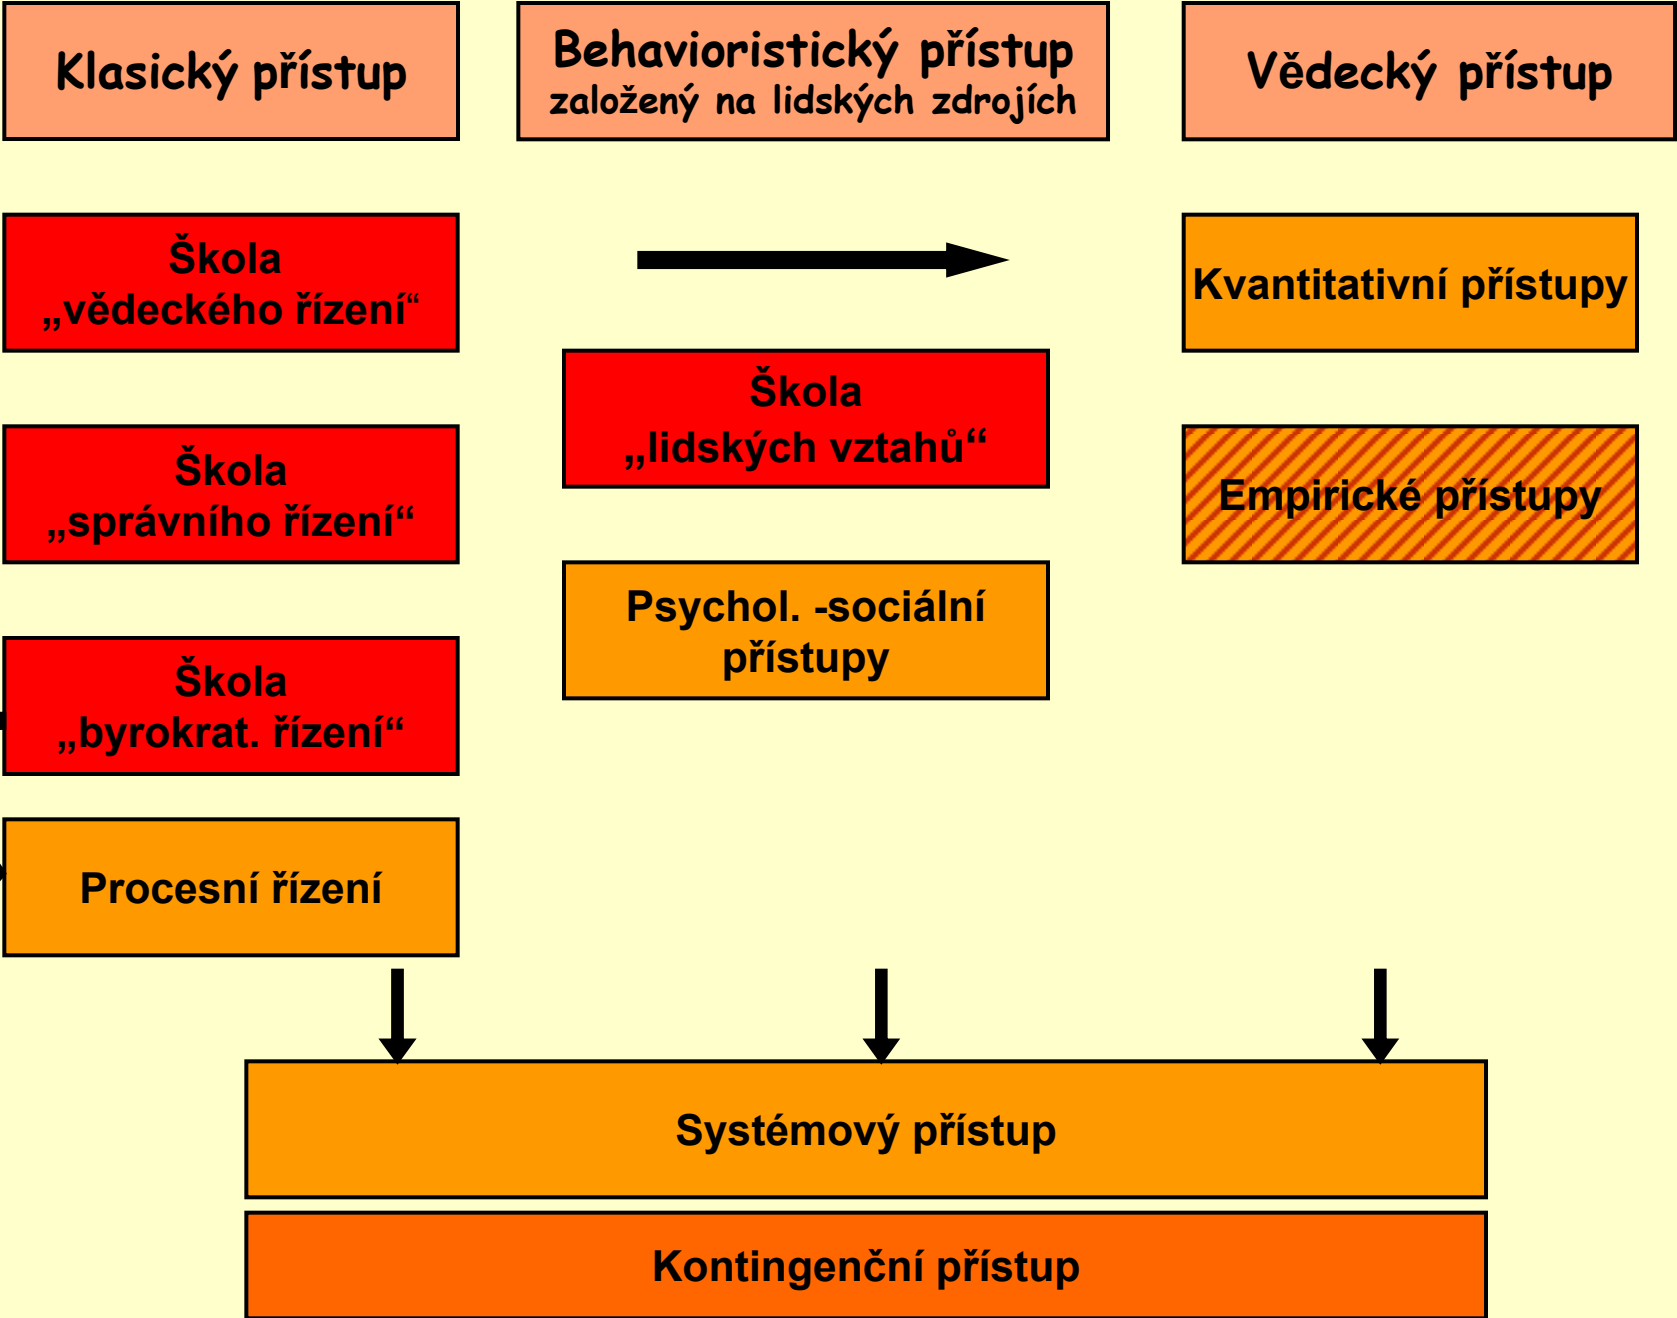 Klasický přístup
Behavioristický přístup
založený na lidských zdrojích
Vědecký přístup
Škola
„vědeckého řízení“
Škola
„správního řízení“
Škola
„byrokrat. řízení“
Procesní řízení
Škola
„lidských vztahů“
Psychol. -sociální
přístupy
Kvantitativní přístupy
Empirické přístupy
Systémový přístup
Kontingenční přístup